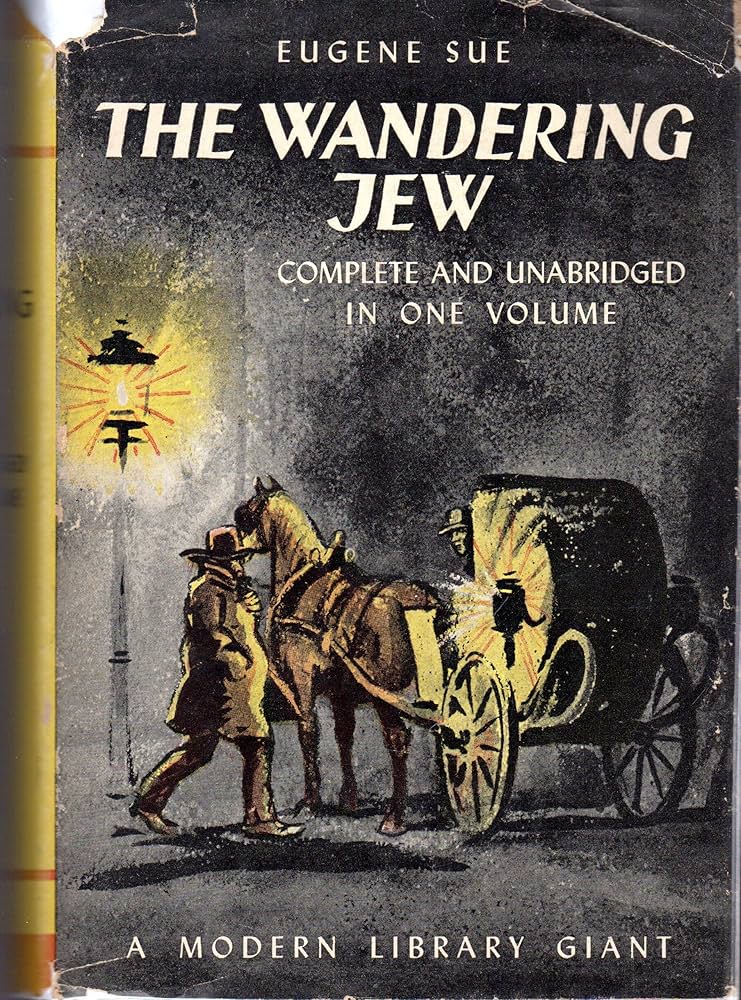 EUGENE SUE
THE WANDERING
JEW
COMPLETE AND UNABRIDGED
IN ONE VOLUME
A MODERN LIBRARY GIANT